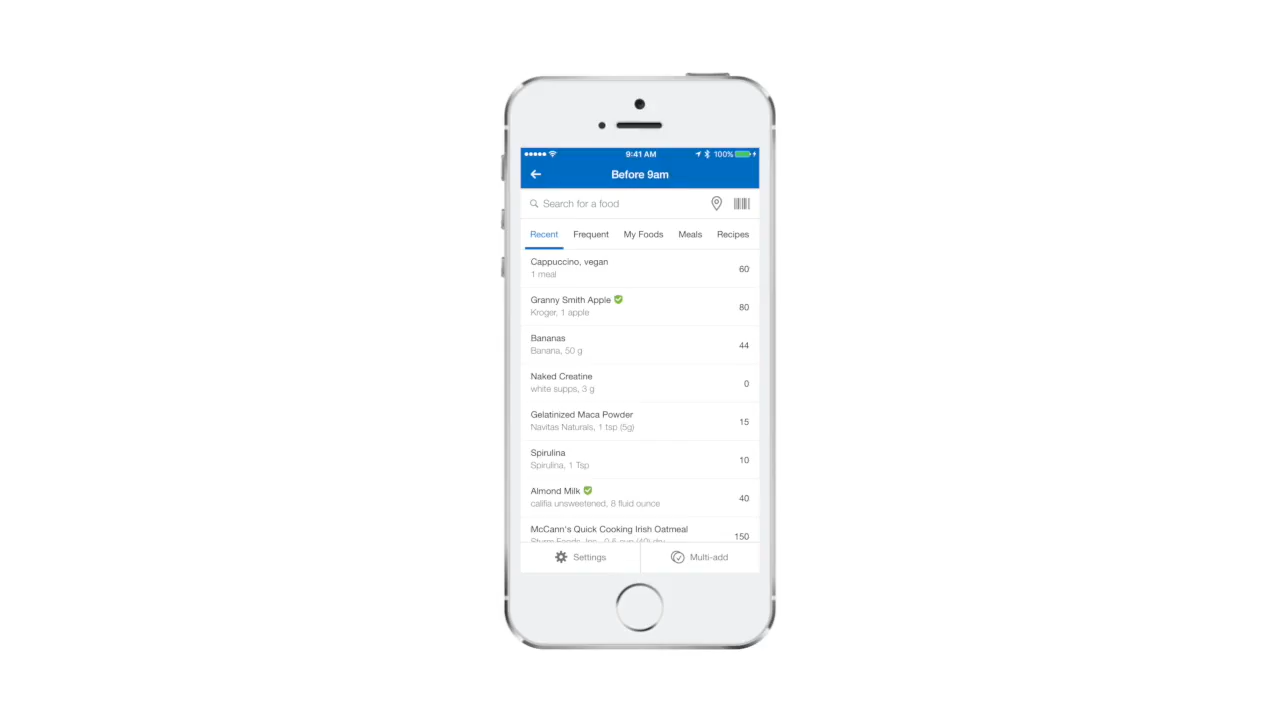 9:41 AM 100%
Before 9am
Search for a food
Recent Frequent My Foods Meals Recipes
Cappuccino, vegan
1 meal
60
Granny Smith Apple
Kroger, 1 apple
80
Bananas
Banana, 50 g
44
Naked Creatine
white supps, 3 g
0
Gelatinized Maca Powder
Navitas Naturals, 1 tsp (5g)
15
Spirulina
Spirulina, 1 Tsp
10
Almond Milk
califia unsweetened, 8 fluid ounce
40
McCann's Quick Cooking Irish Oatmeal
150
Settings Multi-add